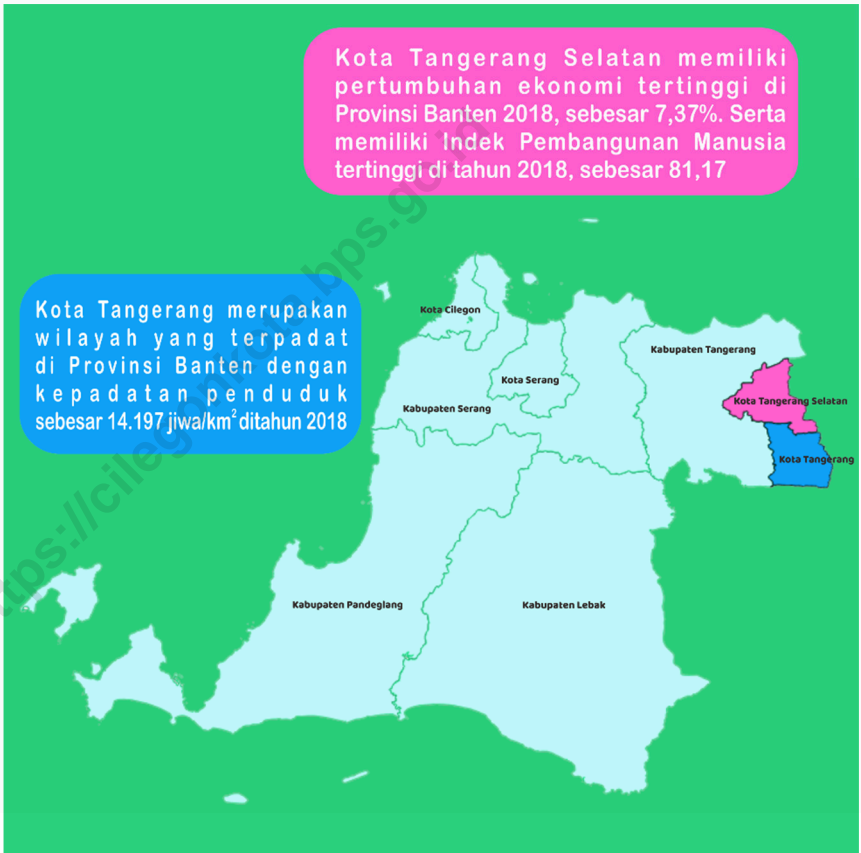 Kota Tangerang Selatan memiliki
pertumbuhan ekonomi tertinggi di
Provinsi Banten 2018, sebesar 7,37%. Serta
memiliki Indek Pembangunan Manusia
tertinggi di tahun 2018, sebesar 81,17
Kota Tangerang merupakan
wilayah yang terpadat
di Provinsi Banten dengan
kepadatan penduduk
sebesar 14.197 jiwa/km² ditahun 2018
Kota Cilegon
Kabupaten Tangerang
Kota Serang
Kota Tangerang Selatan
Kabupaten Serang
Kota Tangerang
Kabupaten Pandeglang
Kabupaten Lebak
https://cilegonkota.bps.go.id